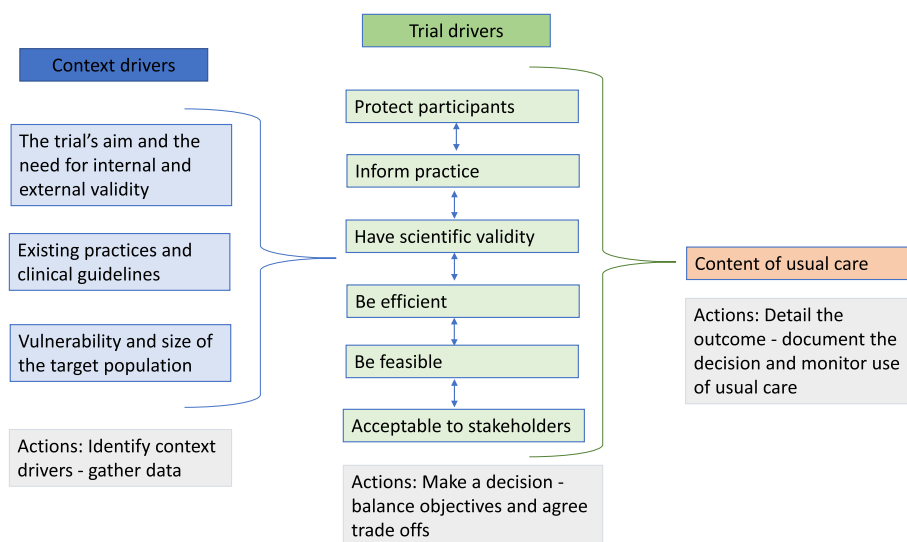 Context drivers
The trial’s aim and the
need for internal and
external validity
Existing practices and
clinical guidelines
Vulnerability and size of
the target population
Actions: Identify context
drivers - gather data
Trial drivers
Protect participants
Inform practice
Have scientific validity
Be efficient
Be feasible
Acceptable to stakeholders
Actions: Make a decision -
balance objectives and agree
trade offs
Content of usual care
Actions: Detail the
outcome - document the
decision and monitor use
of usual care